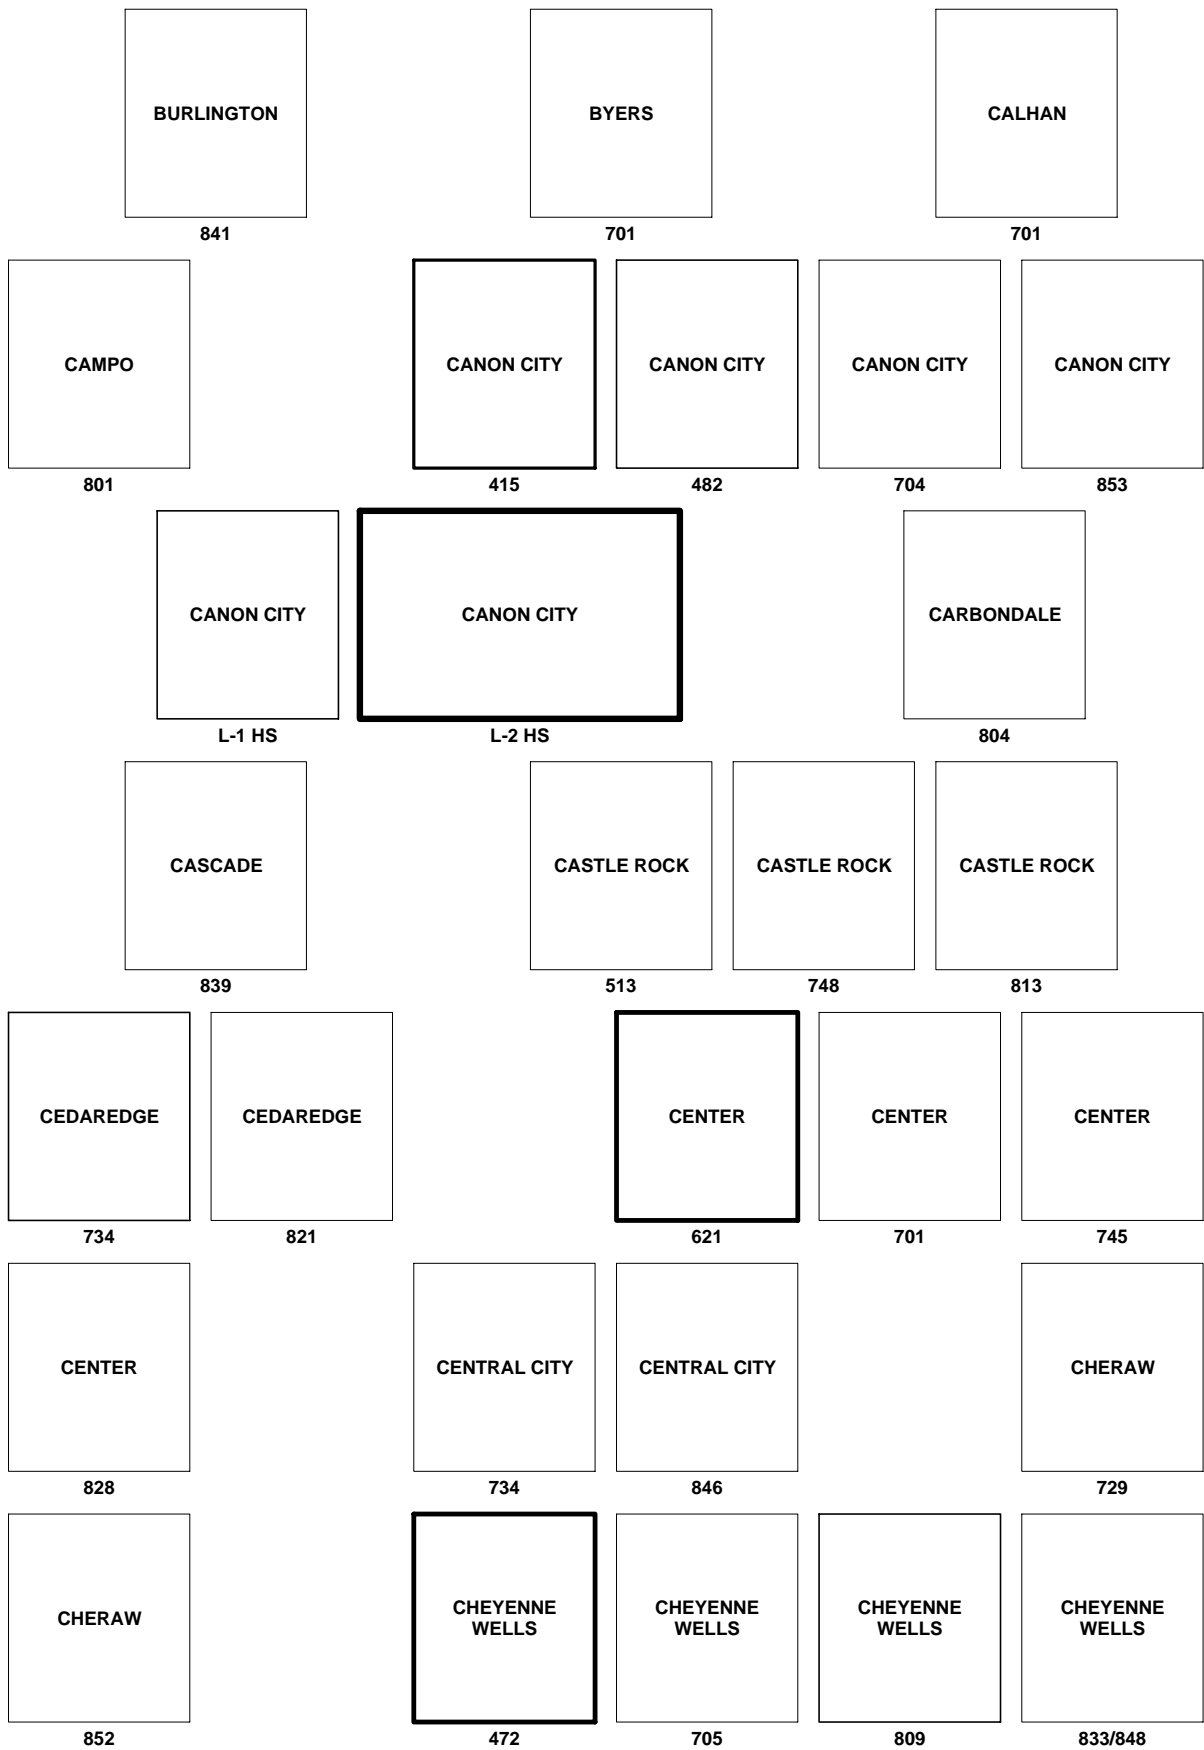 BURLINGTON
BYERS
CALHAN
841
701
701
CAMPO
CANON CITY
CANON CITY
CANON CITY
CANON CITY
801
415
482
704
853
CANON CITY
CANON CITY
CARBONDALE
L-1 HS
L-2 HS
804
CASCADE
CASTLE ROCK
CASTLE ROCK
CASTLE ROCK
839
513
748
813
CEDAREDGE
CEDAREDGE
CENTER
CENTER
CENTER
734
821
621
701
745
CENTER
CENTRAL CITY
CENTRAL CITY
CHERAW
828
734
846
729
CHERAW
CHEYENNE
WELLS
CHEYENNE
WELLS
CHEYENNE
WELLS
CHEYENNE
WELLS
852
472
705
809
833/848